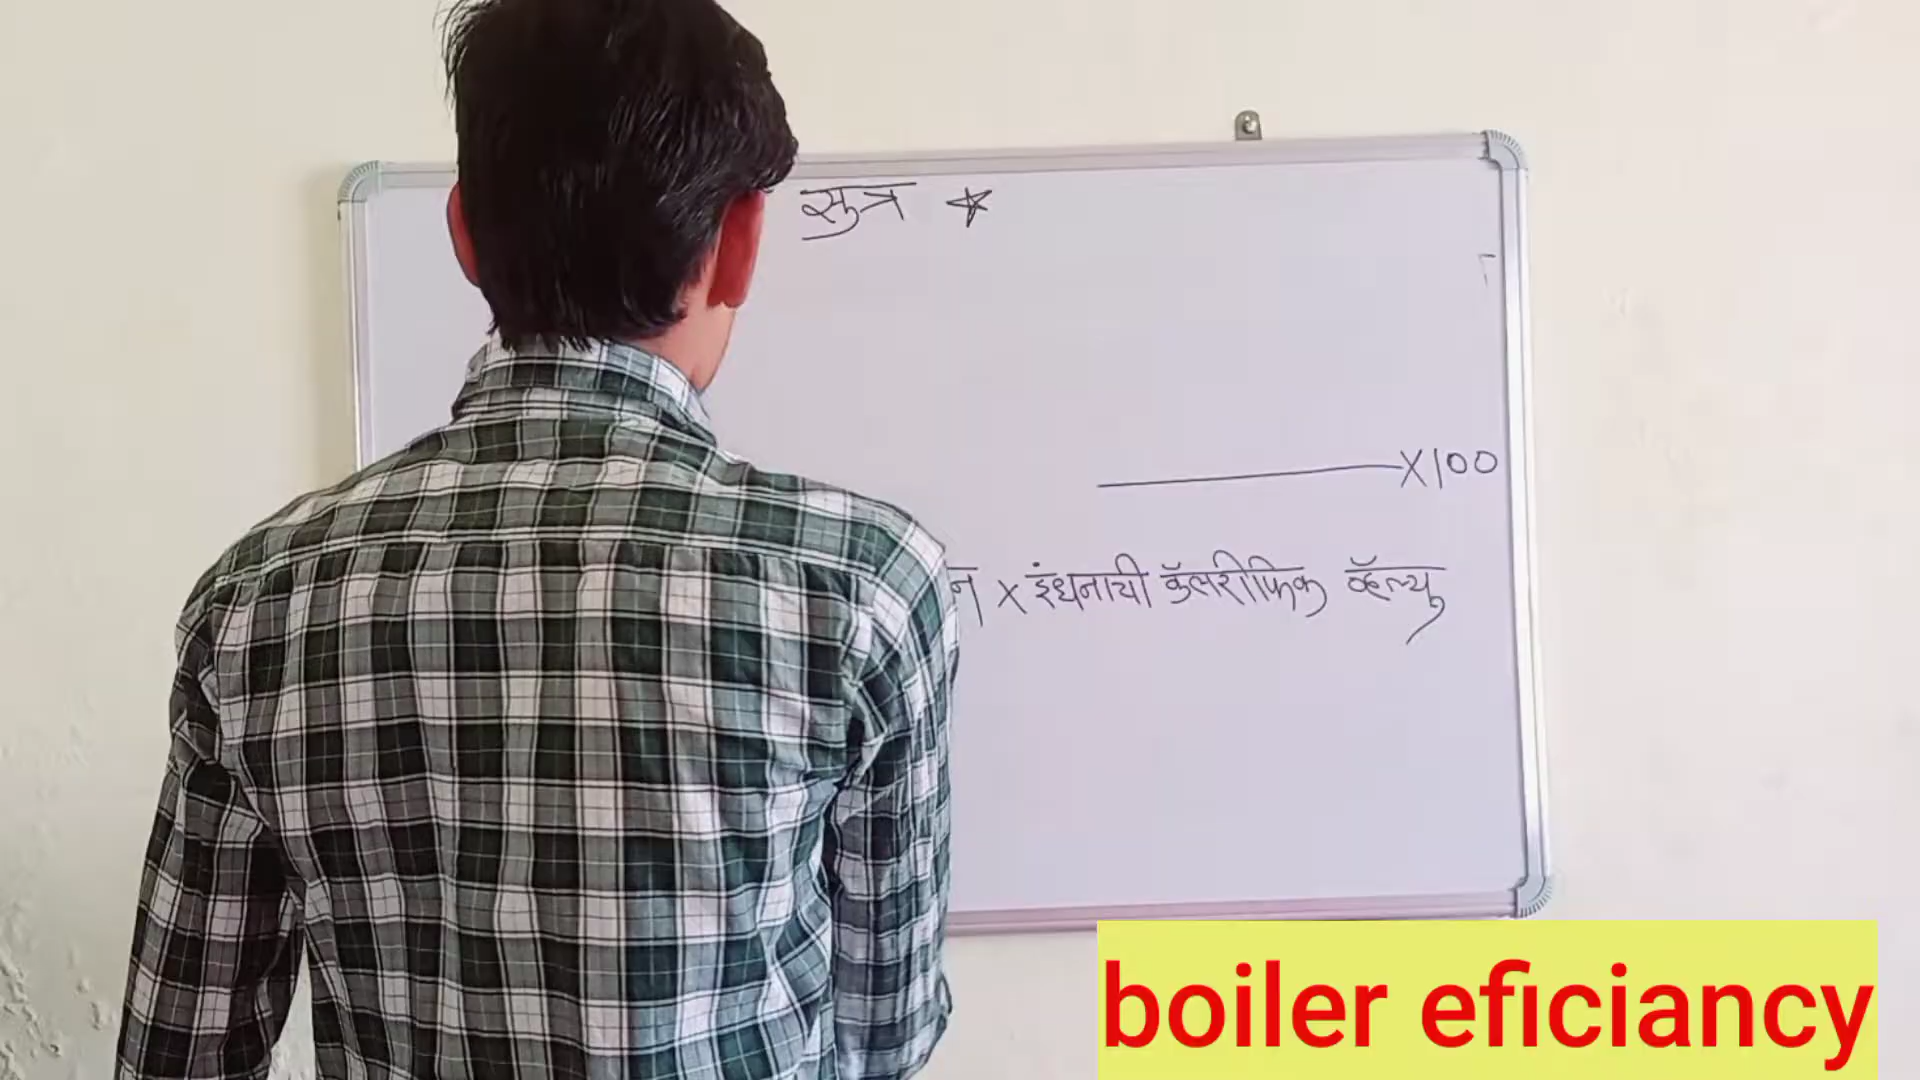 सुत्र ☆
X100
न X इंधनाची कॅलरीफिक व्हॅल्यु
boiler eficiancy